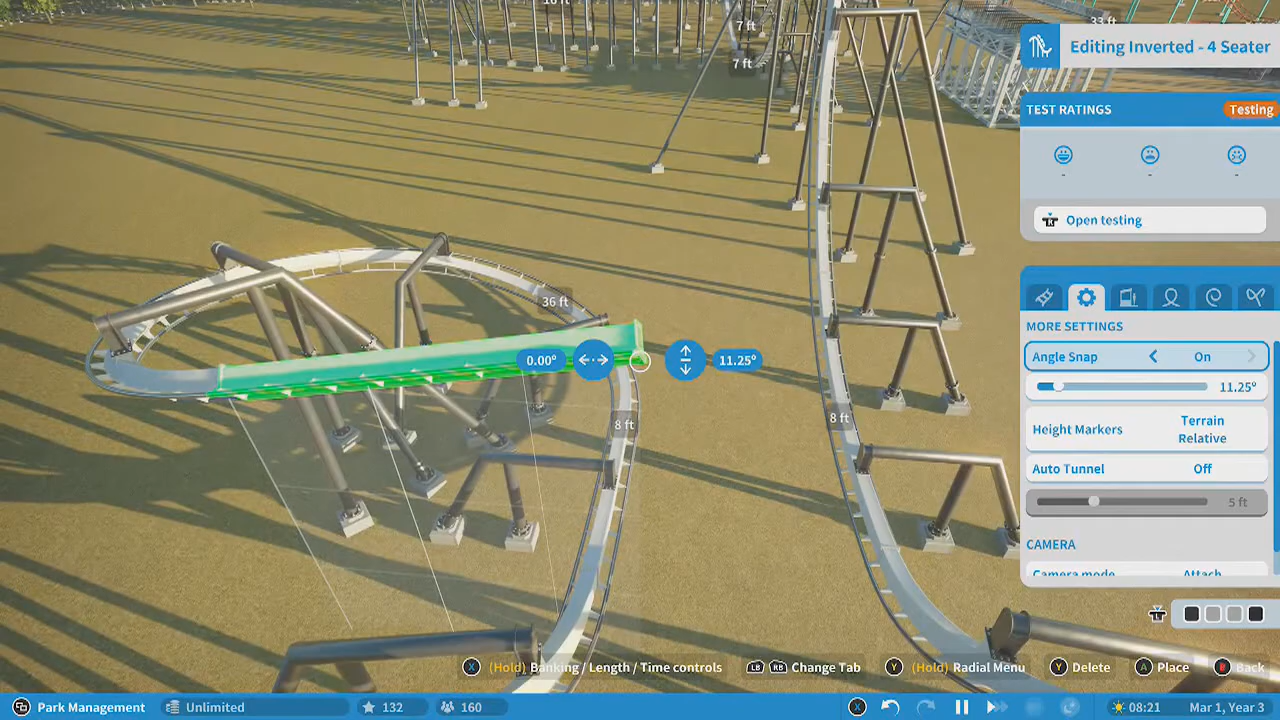 7 ft
7 ft
33 ft
Editing Inverted - 4 Seater
TEST RATINGS
Testing
- - -
Open testing
36 ft
0.00°
11.25°
8 ft
8 ft
MORE SETTINGS
Angle Snap
On
11.25°
Height Markers
Terrain
Relative
Auto Tunnel
Off
5 ft
CAMERA
Camera mode
Attach
X (Hold) Banking / Length / Time controls
LB RB Change Tab
Y (Hold) Radial Menu
Y Delete
A Place
B Back
Park Management
Unlimited
132
160
X
08:21
Mar 1, Year 3